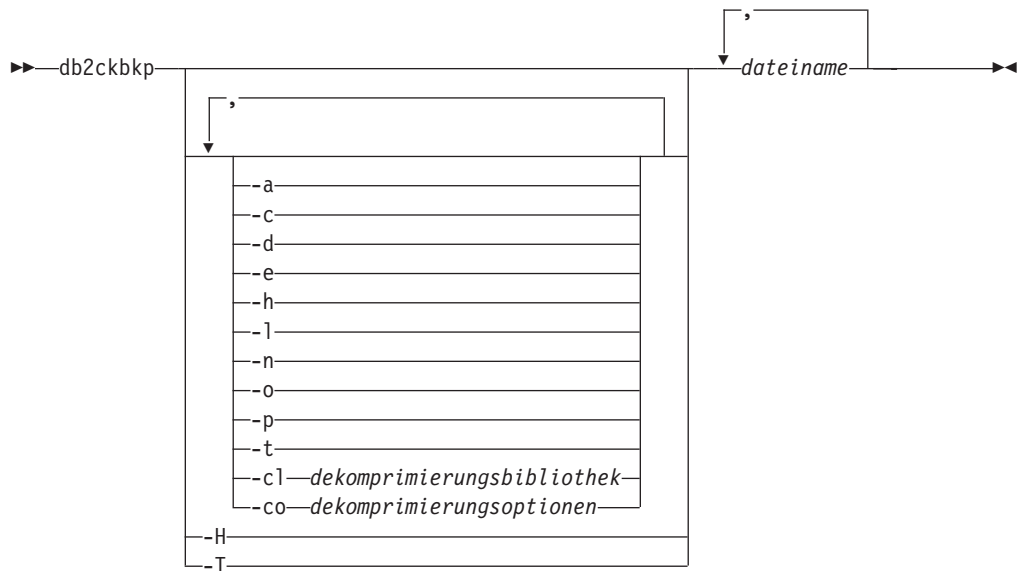 ,
db2ckbkp dateiname
,
-a
-c
-d
-e
-h
-l
-n
-o
-p
-t
-cl dekomprimierungsbibliothek
-co dekomprimierungsoptionen
-H
-T